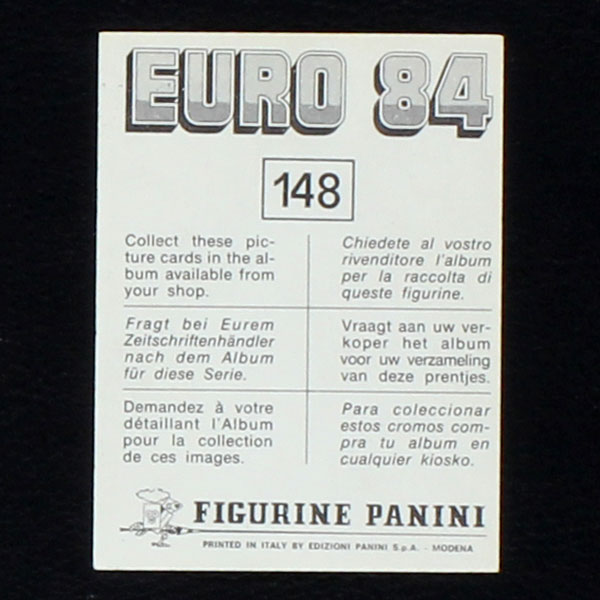 EURO 84
148
Collect these pic-
ture cards in the al-
bum available from
your shop.
Chiedete al vostro
rivenditore l'album
per la raccolta di
queste figurine.
Fragt bei Eurem
Zeitschriftenhändler
nach dem Album
für diese Serie.
Vraagt aan uw ver-
koper het album
voor uw verzameling
van deze prentjes.
Demandez à votre
détaillant l'Album
pour la collection
de ces images.
Para coleccionar
estos cromos com-
pra tu album en
cualquier kiosko.
FIGURINE PANINI
PRINTED IN ITALY BY EDIZIONI PANINI S.p.A. - MODENA